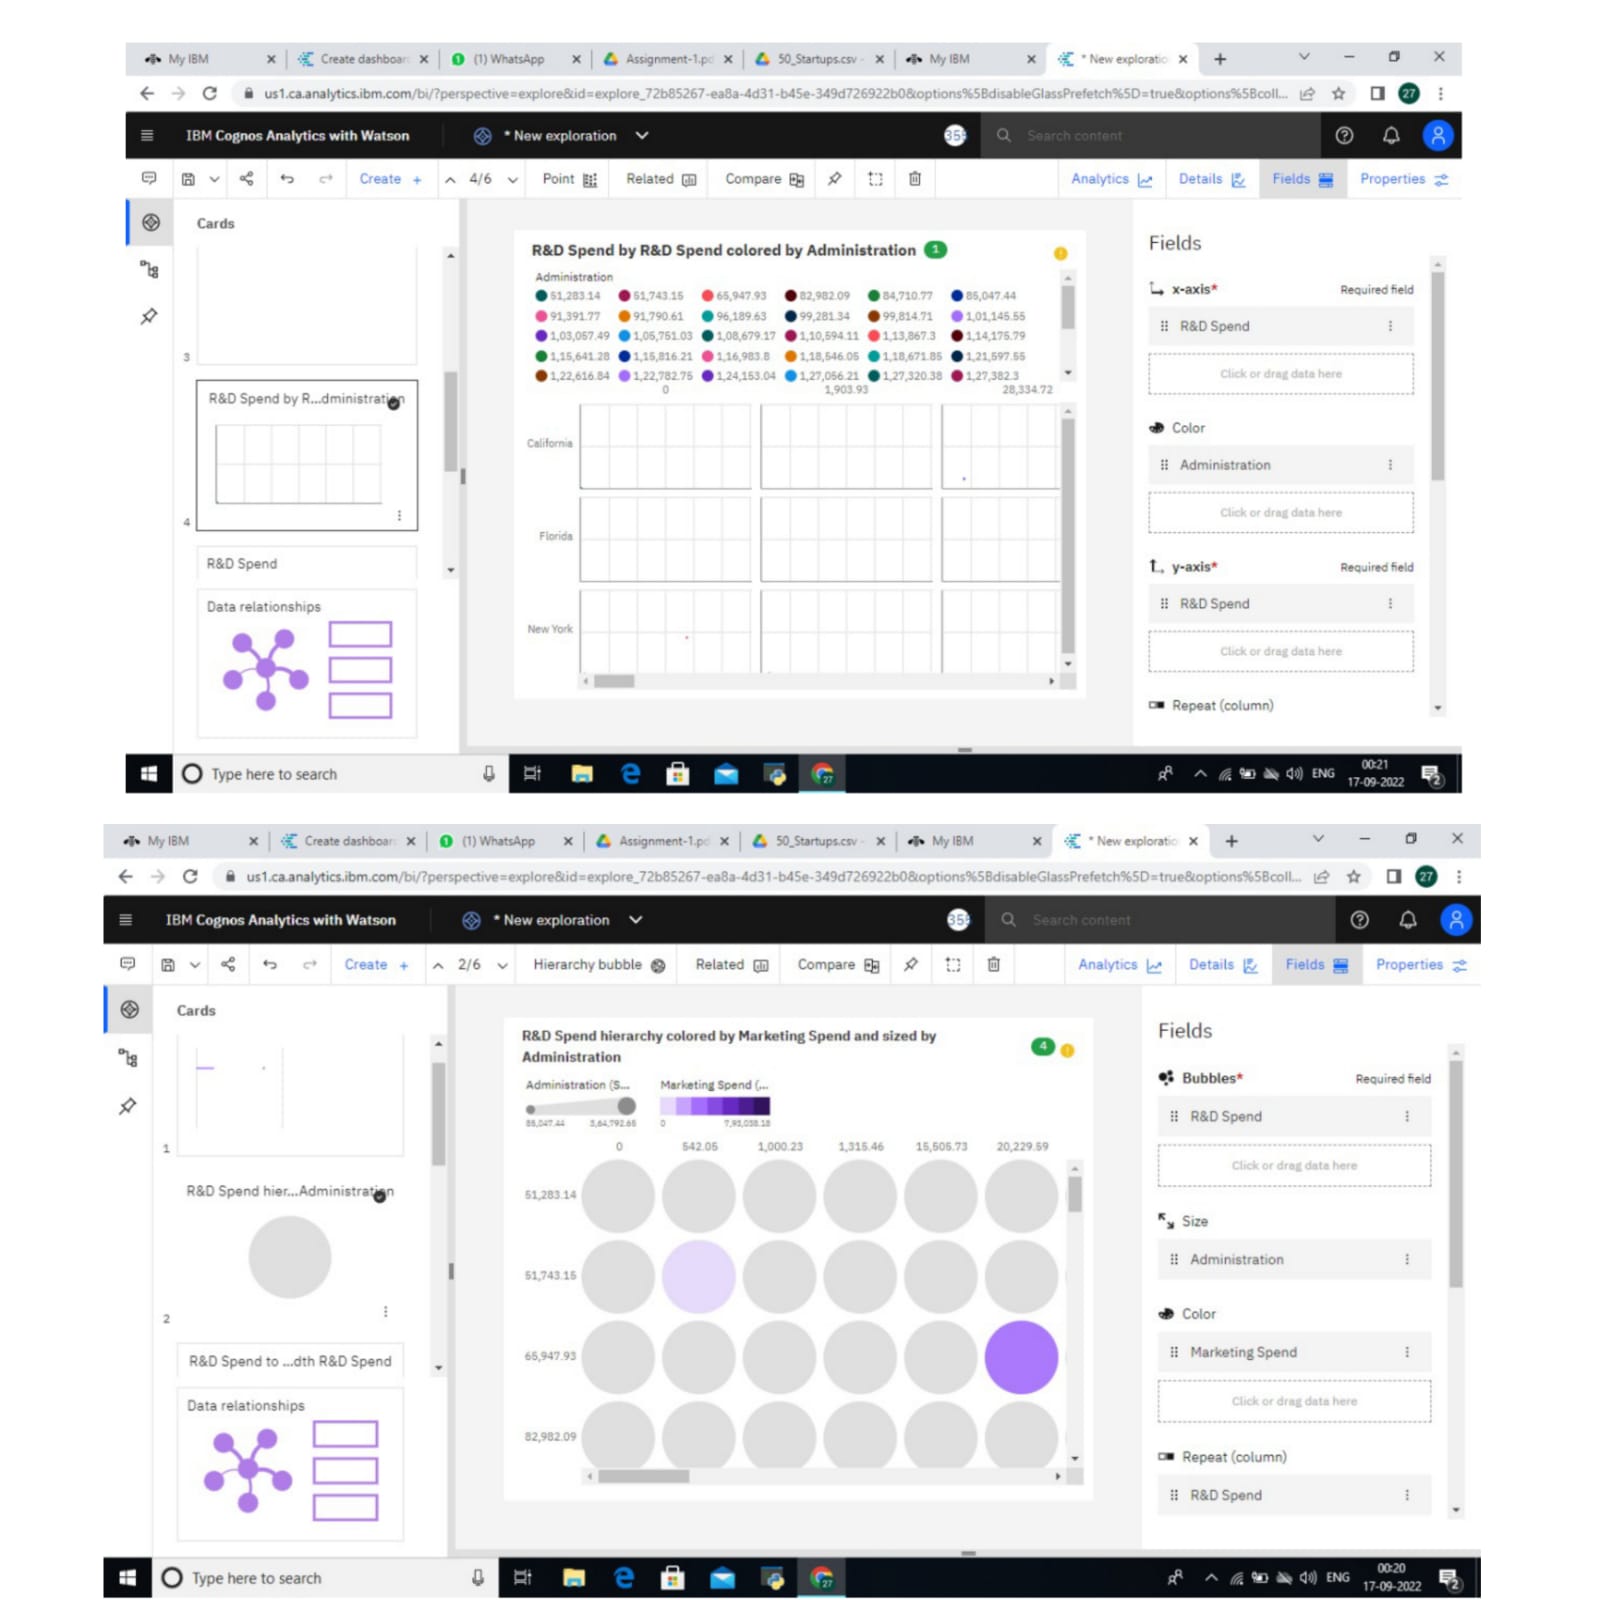 My IBM
Create dashboar
(1) WhatsApp
Assignment-1.pd
50_Startups.csv -
My IBM
* New exploratio
us1.ca.analytics.ibm.com/bi/?perspective=explore&id=explore_72b85267-ea8a-4d31-b45e-349d726922b0&options%5BdisableGlassPrefetch%5D=true&options%5Bcoll...
27
IBM Cognos Analytics with Watson
* New exploration
Search content
Create +
4/6
Point
Related
Compare
Analytics
Details
Fields
Properties
Cards
3
R&D Spend by R...dministration
4
R&D Spend
Data relationships
R&D Spend by R&D Spend colored by Administration 1
Administration
51,283.14 51,743.15 65,947.93 82,982.09 84,710.77 85,047.44
91,391.77 91,790.61 96,189.63 99,281.34 99,814.71 1,01,145.55
1,03,057.49 1,05,751.03 1,08,679.17 1,10,594.11 1,13,867.3 1,14,175.79
1,15,641.28 1,15,816.21 1,16,983.8 1,18,546.05 1,18,671.85 1,21,597.55
1,22,616.84 1,22,782.75 1,24,153.04 1,27,056.21 1,27,320.38 1,27,382.3
0 1,903.93 28,334.72
California
Florida
New York
Fields
x-axis* Required field
R&D Spend
Click or drag data here
Color
Administration
Click or drag data here
y-axis* Required field
R&D Spend
Click or drag data here
Repeat (column)
Type here to search
27
ENG
00:21
17-09-2022
2
My IBM
Create dashboar
(1) WhatsApp
Assignment-1.pd
50_Startups.csv -
My IBM
* New exploratio
us1.ca.analytics.ibm.com/bi/?perspective=explore&id=explore_72b85267-ea8a-4d31-b45e-349d726922b0&options%5BdisableGlassPrefetch%5D=true&options%5Bcoll...
27
IBM Cognos Analytics with Watson
* New exploration
Search content
Create +
2/6
Hierarchy bubble
Related
Compare
Analytics
Details
Fields
Properties
Cards
1
R&D Spend hier...Administration
2
R&D Spend to ...dth R&D Spend
Data relationships
R&D Spend hierarchy colored by Marketing Spend and sized by
Administration
4
Administration (S... Marketing Spend (...
85,047.44 3,64,792.65 0 7,93,038.18
0 542.05 1,000.23 1,315.46 15,505.73 20,229.59
51,283.14
51,743.15
65,947.93
82,982.09
Fields
Bubbles* Required field
R&D Spend
Click or drag data here
Size
Administration
Color
Marketing Spend
Click or drag data here
Repeat (column)
R&D Spend
Type here to search
27
ENG
00:20
17-09-2022
2